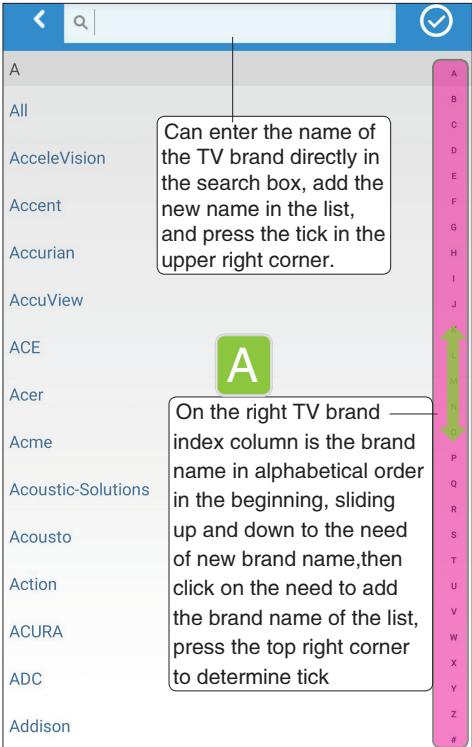 A
All
AcceleVision
Accent
Accurian
AccuView
ACE
Acer
Acme
Acoustic-Solutions
Acousto
Action
ACURA
ADC
Addison
Can enter the name of
the TV brand directly in
the search box, add the
new name in the list,
and press the tick in the
upper right corner.
A
On the right TV brand
index column is the brand
name in alphabetical order
in the beginning, sliding
up and down to the need
of new brand name,then
click on the need to add
the brand name of the list,
press the top right corner
to determine tick
A
B
C
D
E
F
G
H
I
J
K
L
M
N
O
P
Q
R
S
T
U
V
W
X
Y
Z
#